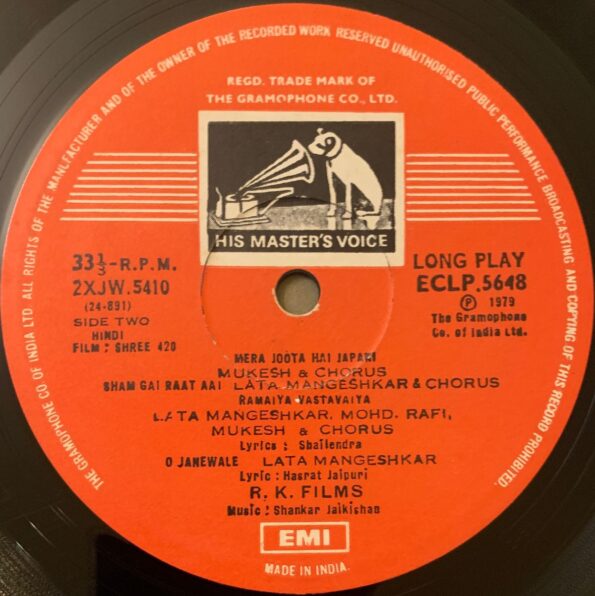 THE GRAMOPHONE CO OF INDIA LTD ALL RIGHTS OF THE MANUFACTURER AND OF THE OWNER OF THE RECORDED WORK RESERVED UNAUTHORISED PUBLIC PERFORMANCE BROADCASTING AND COPYING OF THIS RECORD PROHIBITED.
REGD. TRADE MARK OF
THE GRAMOPHONE CO., LTD.
HIS MASTER'S VOICE
33⅓-R.P.M.
2XJW.5410
(24-891)
SIDE TWO
HINDI
FILM : SHREE 420
LONG PLAY
ECLP.5648
Ⓟ 1979
The Gramophone
Co. of India Ltd.
MERA JOOTA HAI JAPANI
MUKESH & CHORUS
SHAM GAI RAAT AAI LATA MANGESHKAR & CHORUS
RAMAIYA VASTAVAIYA
LATA MANGESHKAR. MOHD. RAFI,
MUKESH & CHORUS
Lyrics : Shailendra
O JANEWALE LATA MANGESHKAR
Lyric : Hasrat Jaipuri
R. K. FILMS
Music : Shankar Jaikishan
EMI
MADE IN INDIA.